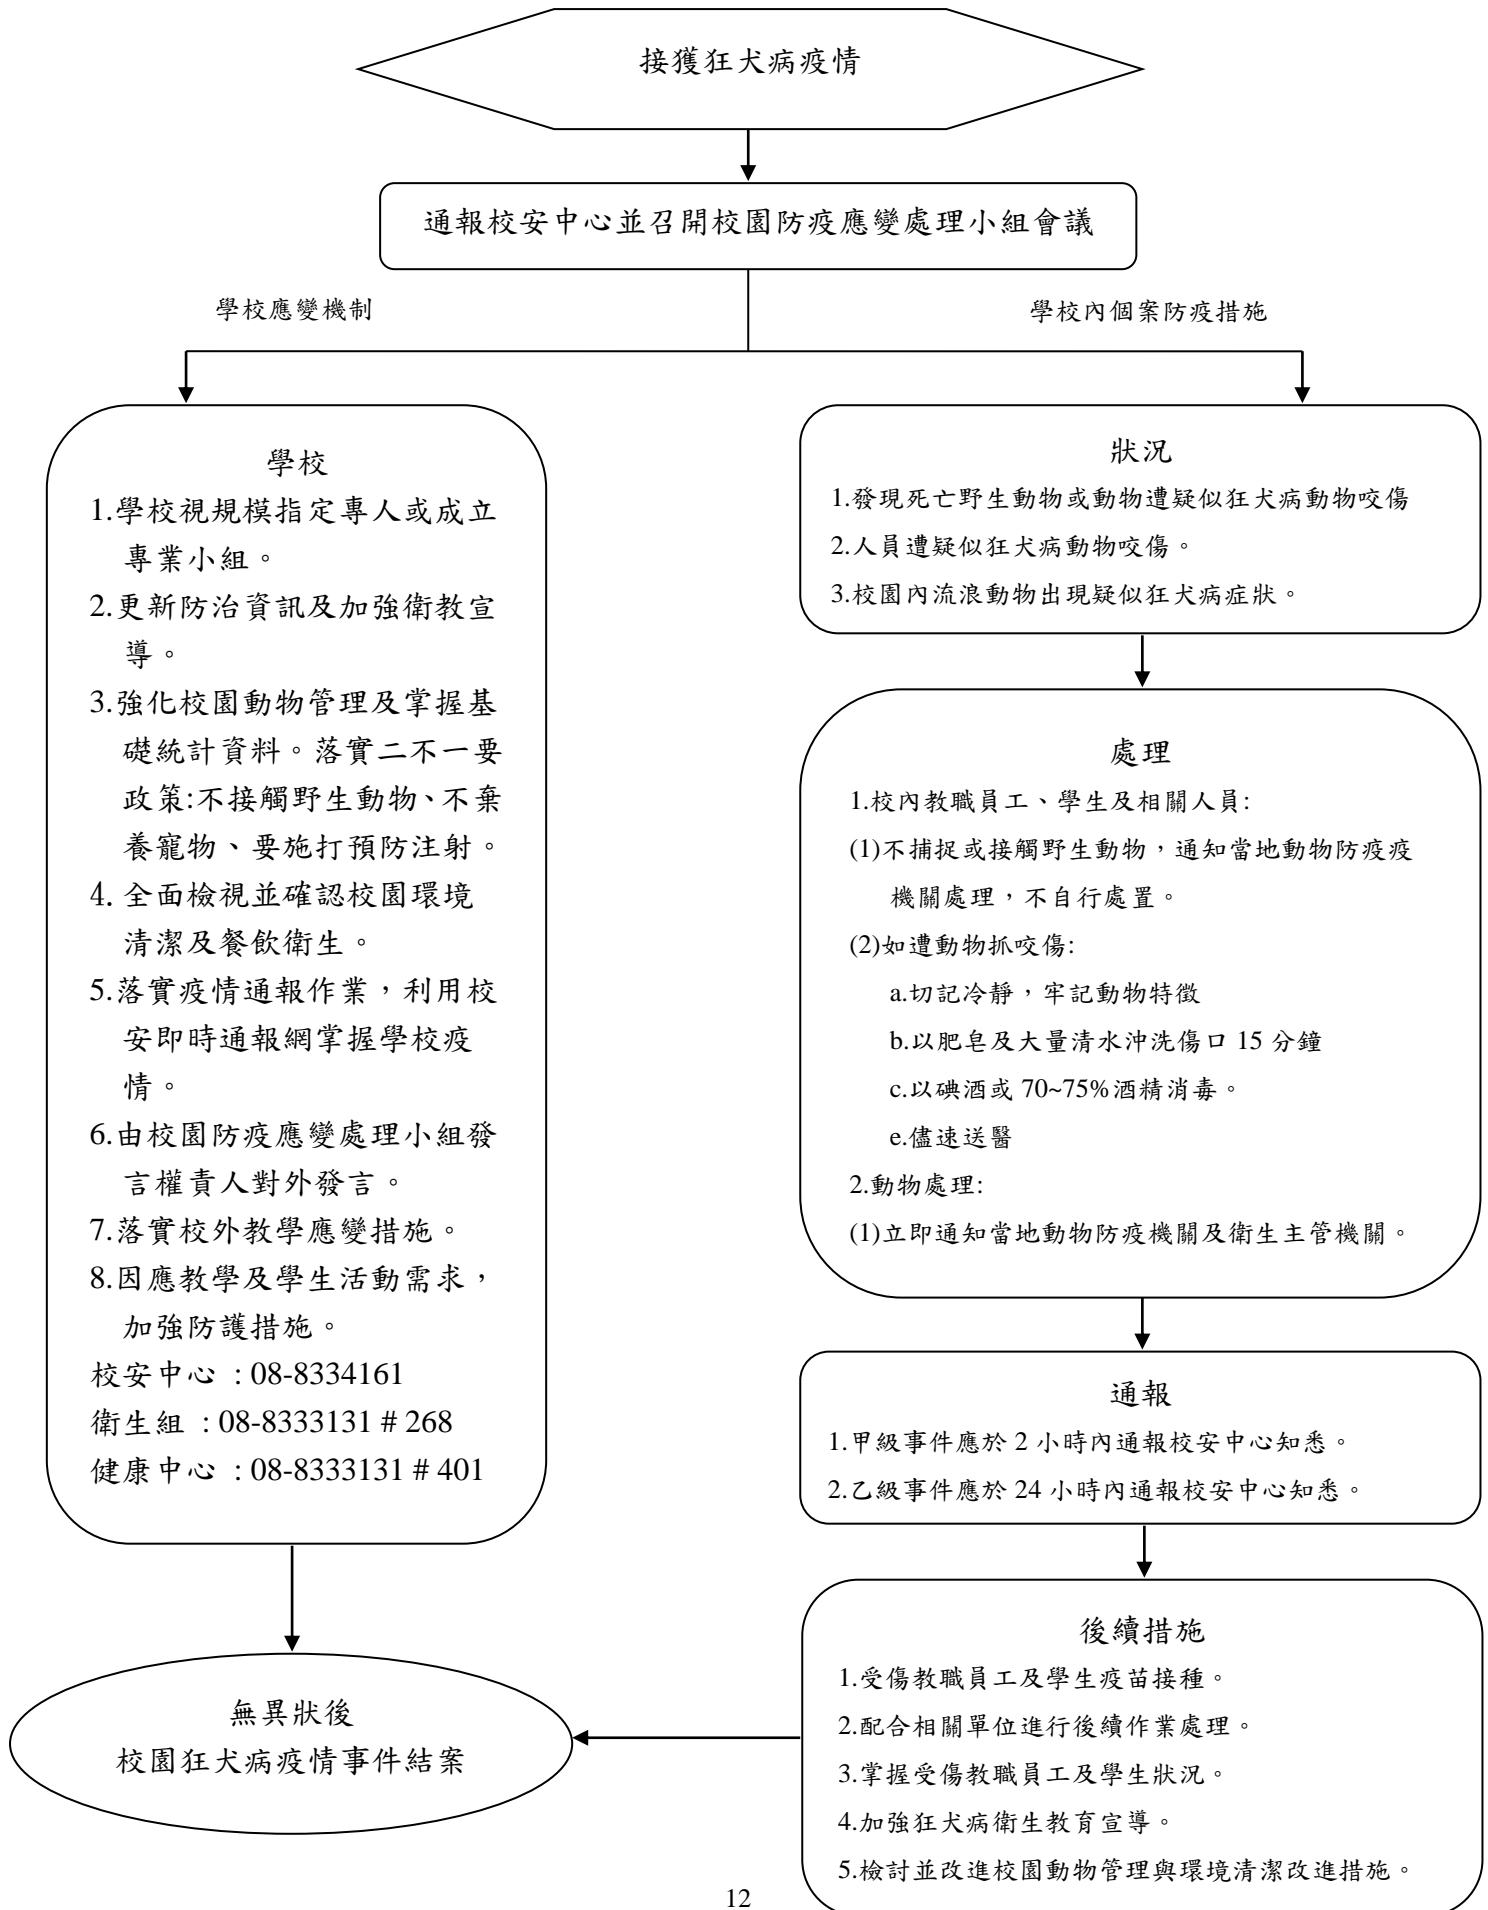 接獲狂犬病疫情
通報校安中心並召開校園防疫應變處理小組會議
學校應變機制
學校內個案防疫措施
學校
1.學校視規模指定專人或成立
專業小組。
2.更新防治資訊及加強衛教宣
導。
3.強化校園動物管理及掌握基
礎統計資料。落實二不一要
政策:不接觸野生動物、不棄
養寵物、要施打預防注射。
4. 全面檢視並確認校園環境
清潔及餐飲衛生。
5.落實疫情通報作業，利用校
安即時通報網掌握學校疫
情。
6.由校園防疫應變處理小組發
言權責人對外發言。
7.落實校外教學應變措施。
8.因應教學及學生活動需求，
加強防護措施。
校安中心 : 08-8334161
衛生組 : 08-8333131 # 268
健康中心 : 08-8333131 # 401
狀況
1.發現死亡野生動物或動物遭疑似狂犬病動物咬傷
2.人員遭疑似狂犬病動物咬傷。
3.校園內流浪動物出現疑似狂犬病症狀。
處理
1.校內教職員工、學生及相關人員:
(1)不捕捉或接觸野生動物，通知當地動物防疫疫
機關處理，不自行處置。
(2)如遭動物抓咬傷:
a.切記冷靜，牢記動物特徵
b.以肥皂及大量清水沖洗傷口 15 分鐘
c.以碘酒或 70~75%酒精消毒。
e.儘速送醫
2.動物處理:
(1)立即通知當地動物防疫機關及衛生主管機關。
通報
1.甲級事件應於 2 小時內通報校安中心知悉。
2.乙級事件應於 24 小時內通報校安中心知悉。
後續措施
1.受傷教職員工及學生疫苗接種。
2.配合相關單位進行後續作業處理。
3.掌握受傷教職員工及學生狀況。
4.加強狂犬病衛生教育宣導。
5.檢討並改進校園動物管理與環境清潔改進措施。
無異狀後
校園狂犬病疫情事件結案
12